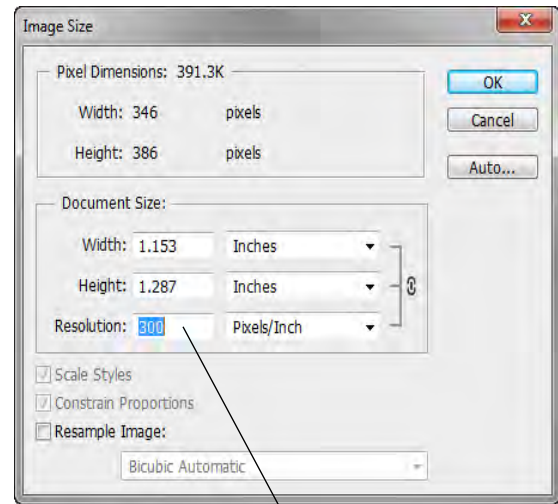 Image Size
Pixel Dimensions: 391.3K
Width: 346 pixels
Height: 386 pixels
OK
Cancel
Auto...
Document Size:
Width: 1.153 Inches
Height: 1.287 Inches
Resolution: 300 Pixels/Inch
Scale Styles
Constrain Proportions
Resample Image:
Bicubic Automatic